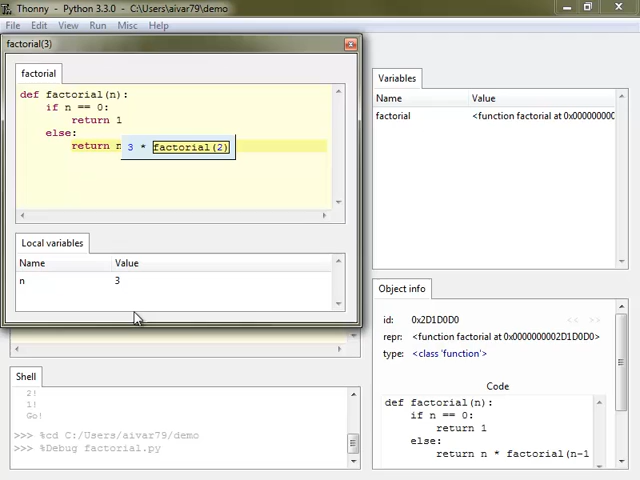 Thonny - Python 3.3.0 - C:\Users\aivar79\demo
File Edit View Run Misc Help
factorial(3)
factorial
def factorial(n):
if n == 0:
return 1
else:
return n
3 * factorial(2)
Local variables
Name Value
n 3
Variables
Name Value
factorial <function factorial at 0x000000000
Object info
id: 0x2D1D0D0 << >>
repr: <function factorial at 0x0000000002D1D0D0>
type: <class 'function'>
Code
def factorial(n):
if n == 0:
return 1
else:
return n * factorial(n-1
Shell
2!
1!
Go!
>>> %cd C:/Users/aivar79/demo
>>> %Debug factorial.py